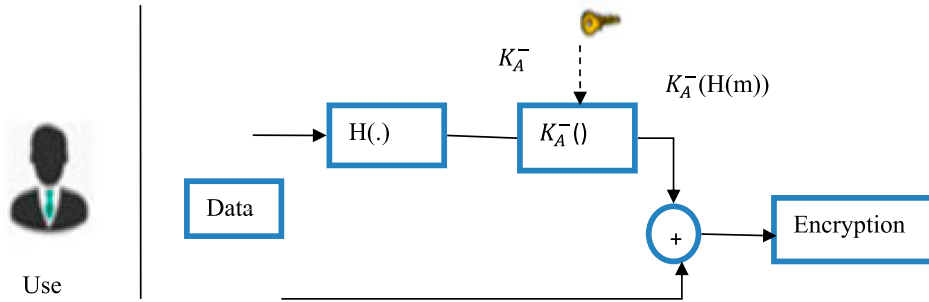 K_A^-
K_A^-(H(m))
H(.)
K_A^-()
Data
+
Encryption
Use